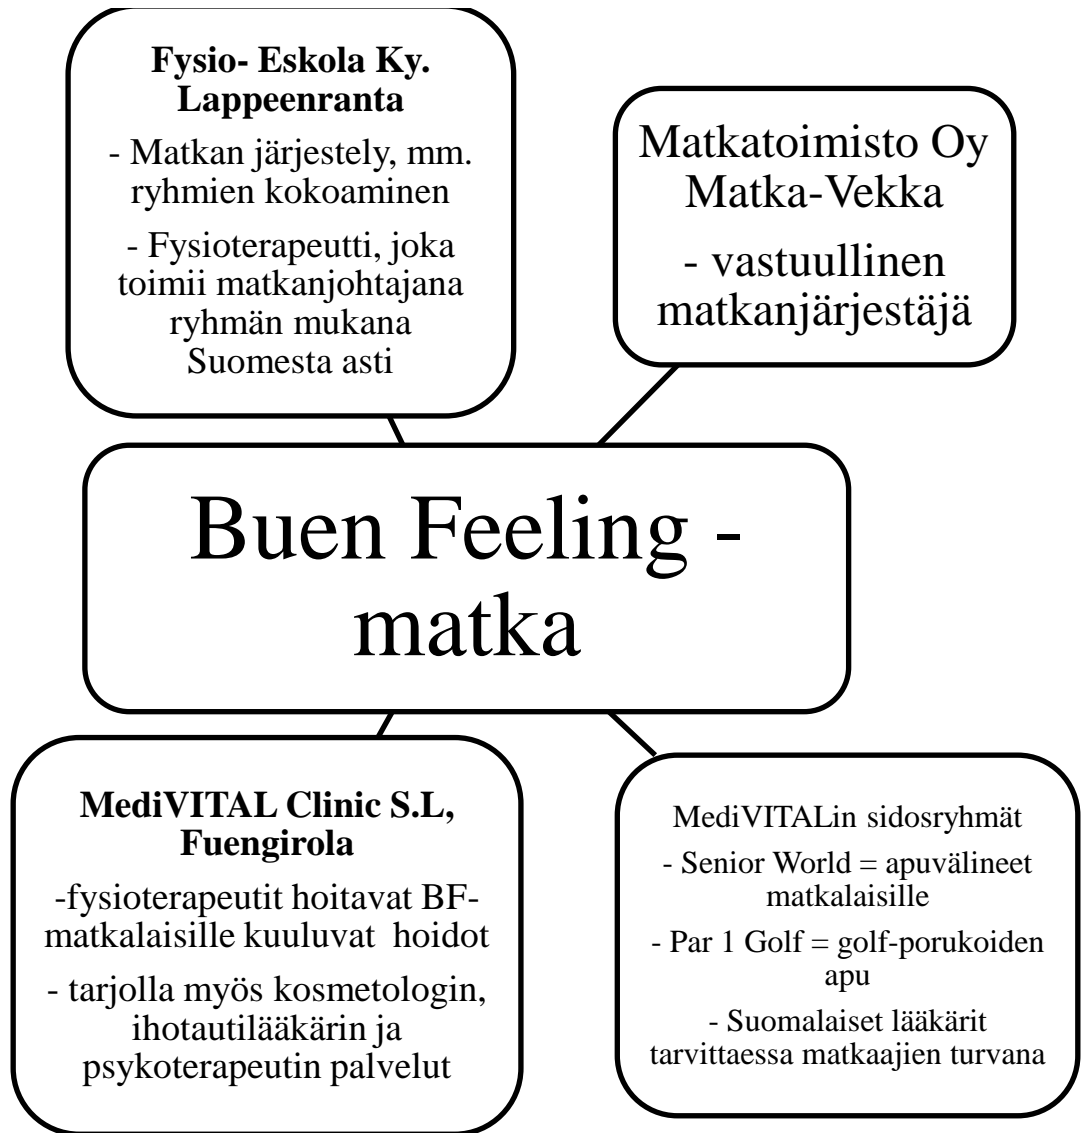 Fysio- Eskola Ky.
Lappeenranta
- Matkan järjestely, mm.
ryhmien kokoaminen
- Fysioterapeutti, joka
toimii matkanjohtajana
ryhmän mukana
Suomesta asti
Matkatoimisto Oy
Matka-Vekka
- vastuullinen
matkanjärjestäjä
Buen Feeling -
matka
MediVITAL Clinic S.L,
Fuengirola
-fysioterapeutit hoitavat BF-
matkalaisille kuuluvat hoidot
- tarjolla myös kosmetologin,
ihotautilääkärin ja
psykoterapeutin palvelut
MediVITALin sidosryhmät
- Senior World = apuvälineet
matkalaisille
- Par 1 Golf = golf-porukoiden
apu
- Suomalaiset lääkärit
tarvittaessa matkaajien turvana